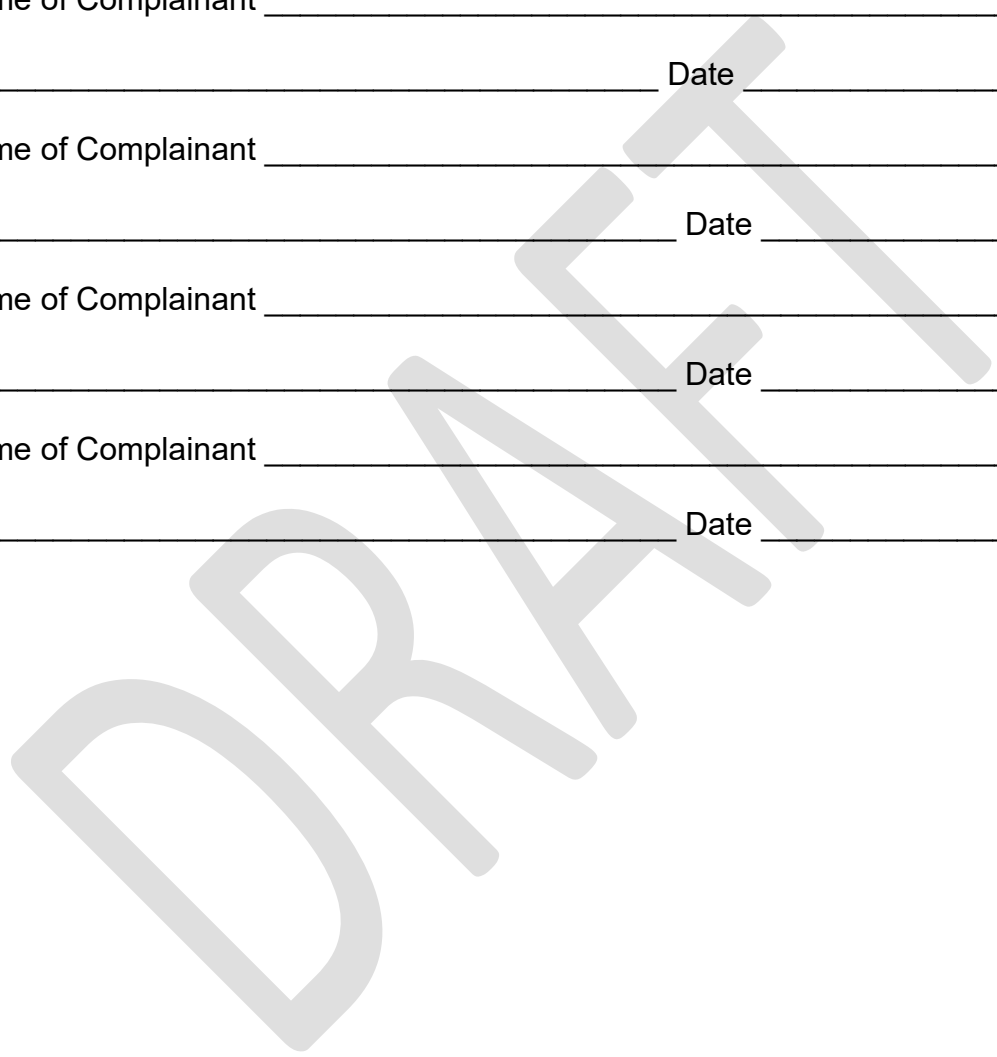 me of Complainant
Date
me of Complainant
Date
me of Complainant
Date
me of Complainant
Date
DRAFT